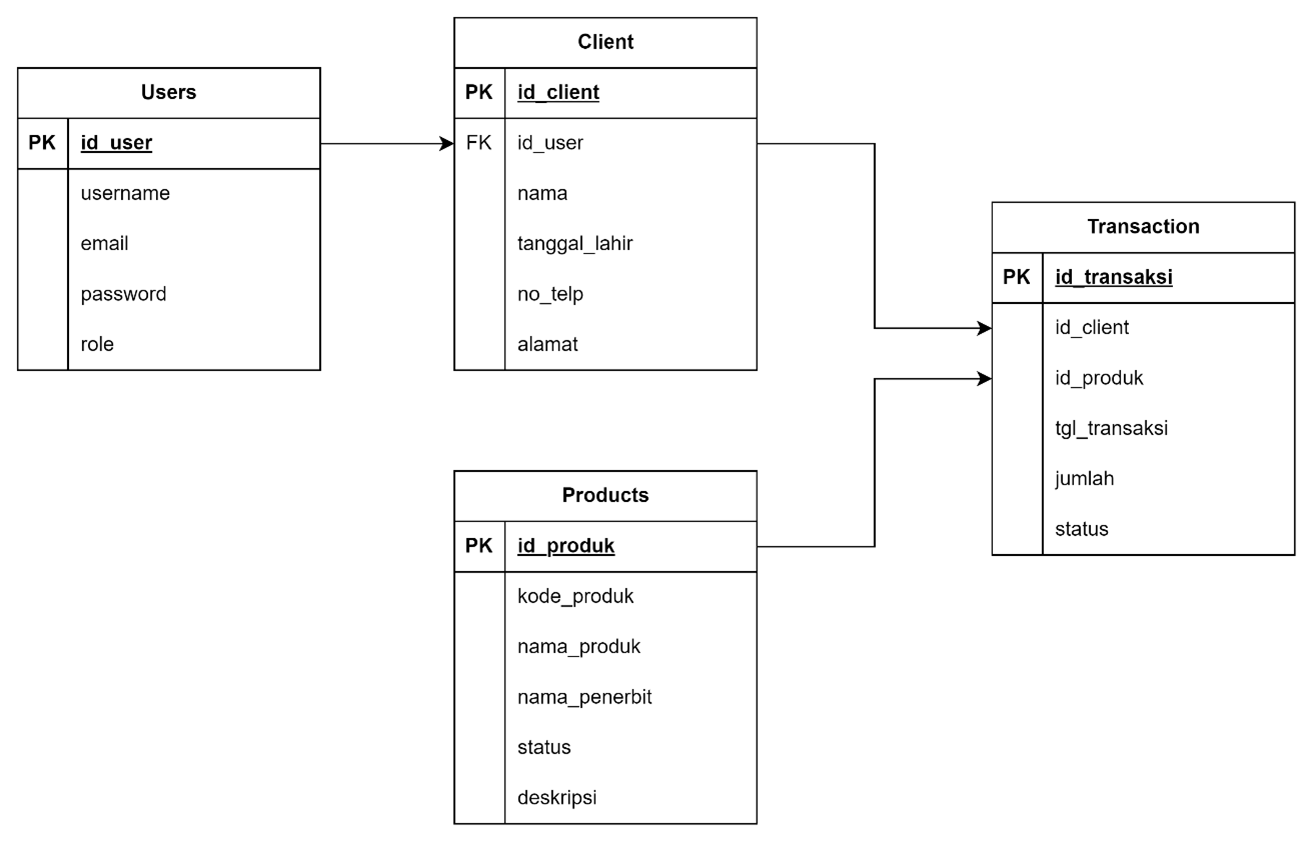 Users
PK id_user
username
email
password
role
Client
PK id_client
FK id_user
nama
tanggal_lahir
no_telp
alamat
Products
PK id_produk
kode_produk
nama_produk
nama_penerbit
status
deskripsi
Transaction
PK id_transaksi
id_client
id_produk
tgl_transaksi
jumlah
status